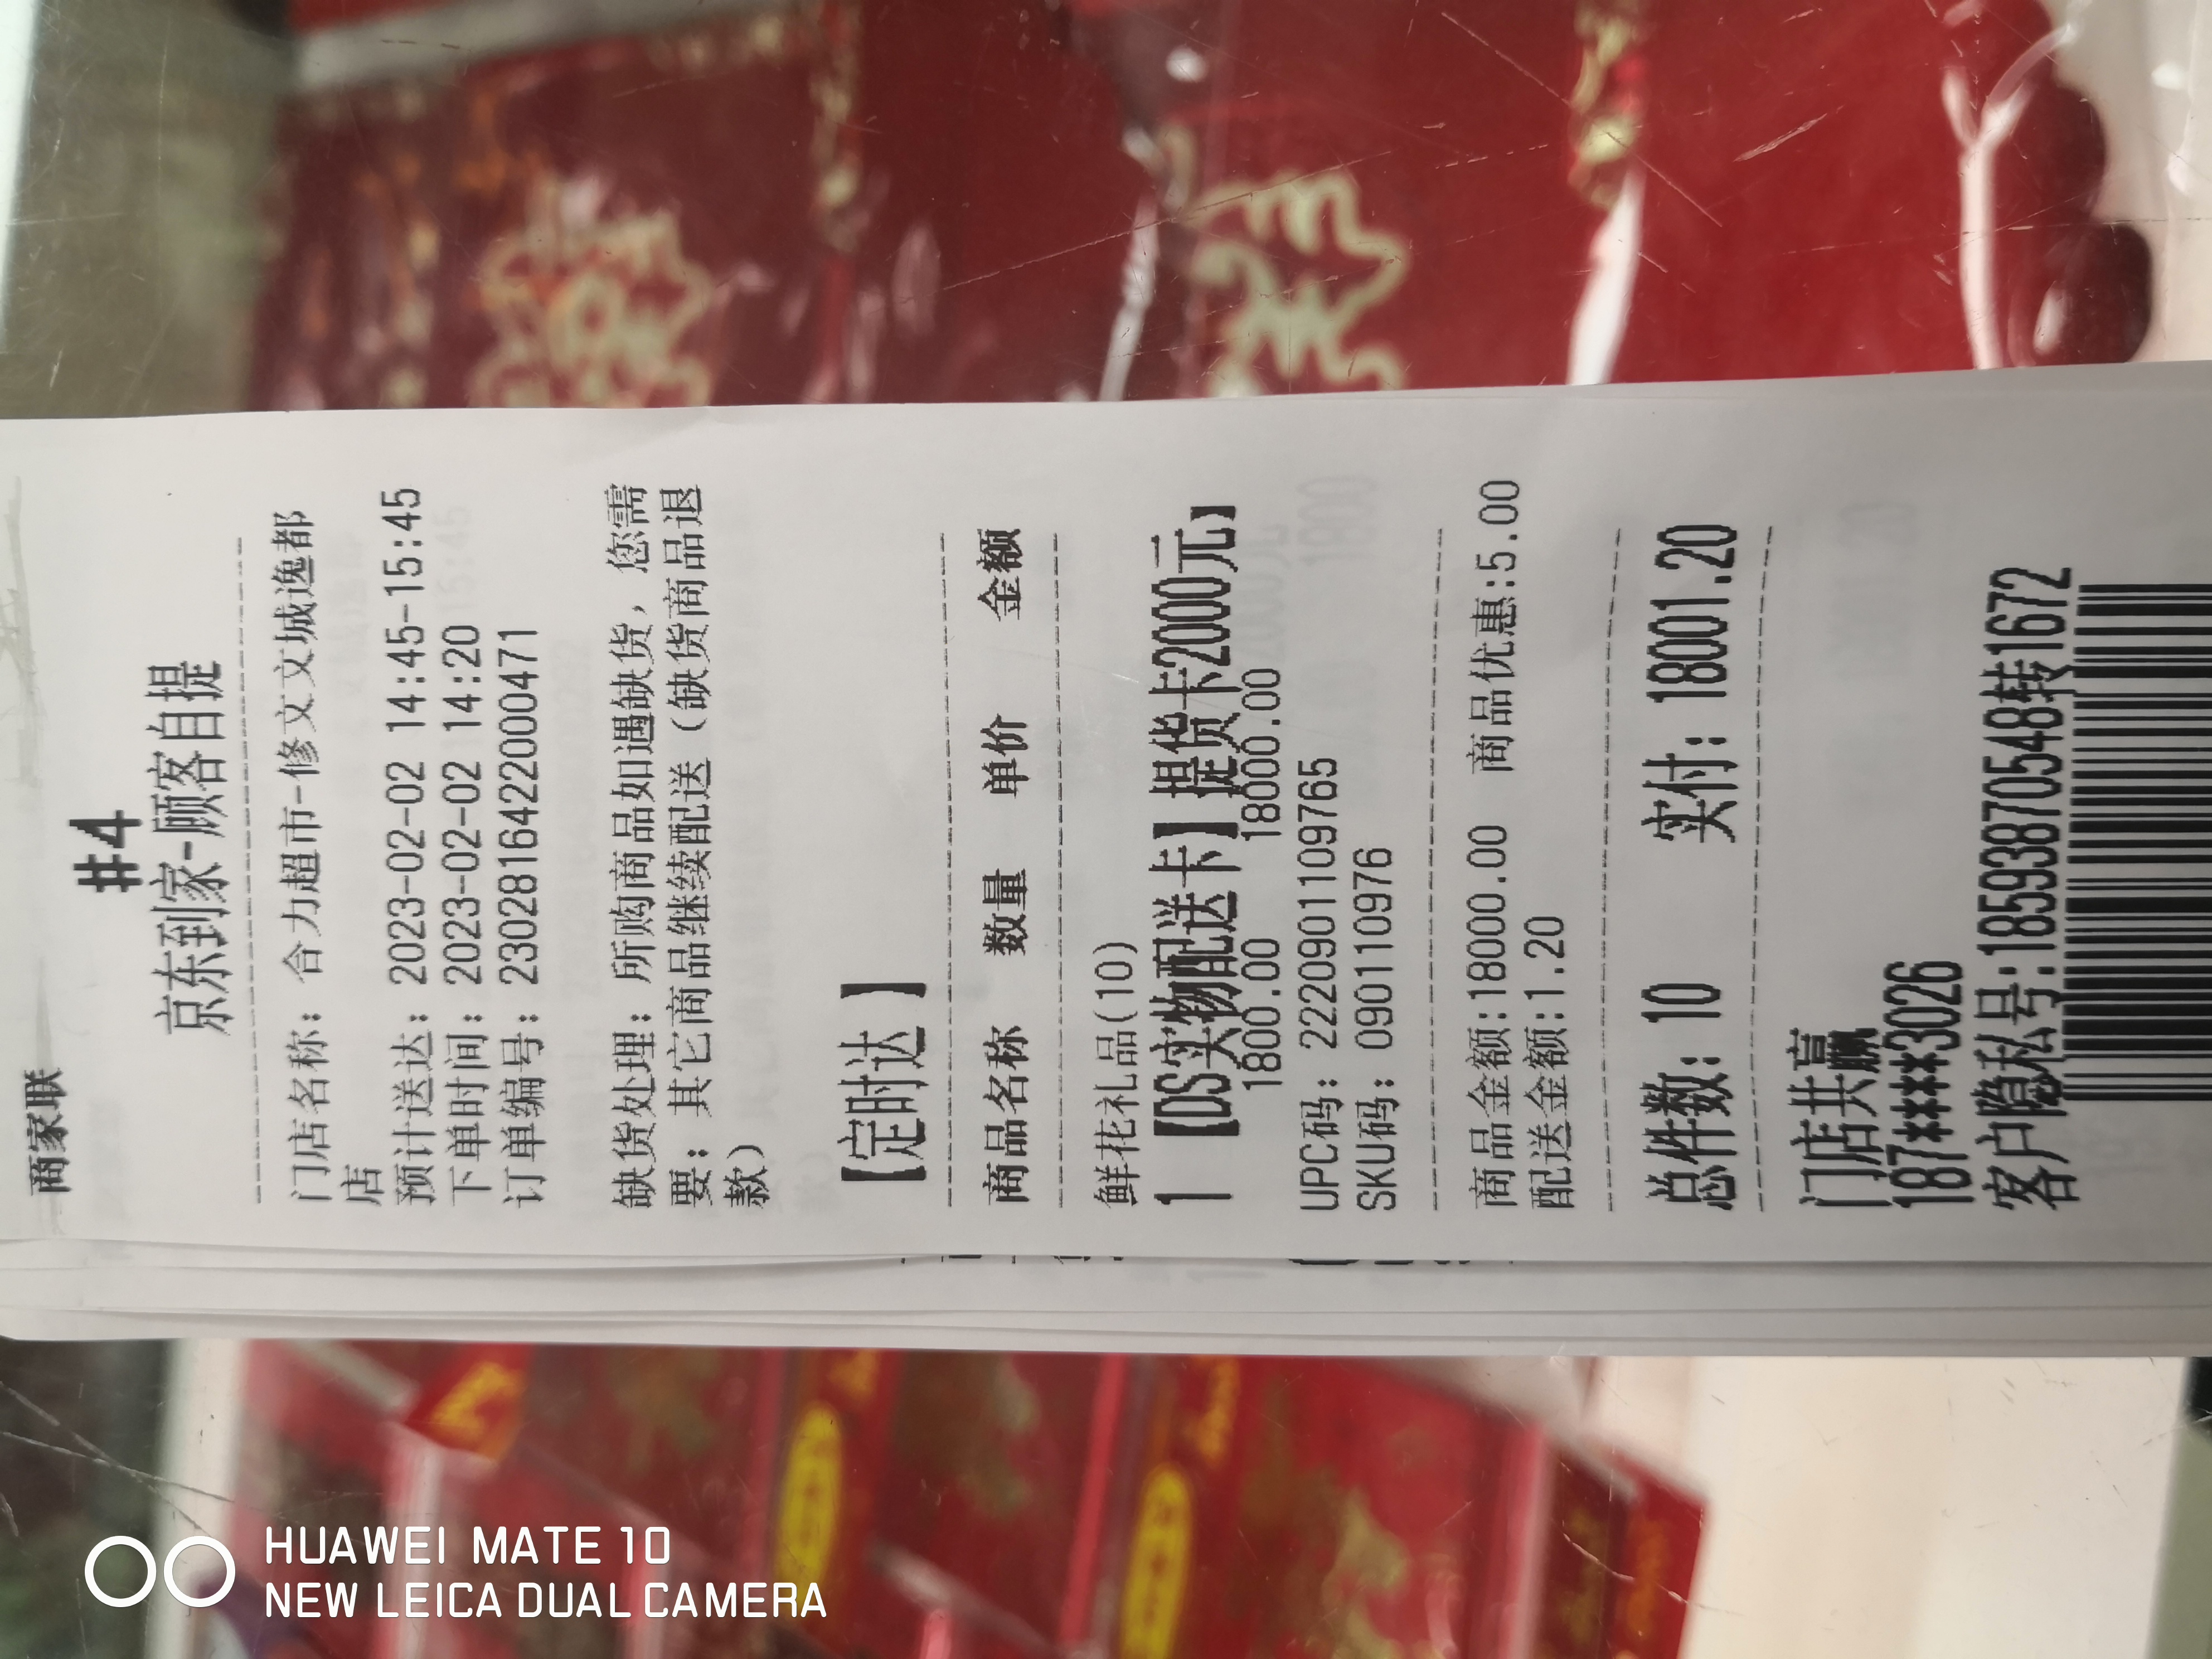 商家联
#4
京东到家-顾客自提
门店名称：合力超市-修文文城逸都
店
预计送达：2023-02-02 14:45-15:45
下单时间：2023-02-02 14:20
订单编号：2302816422000471
缺货处理：所购商品如遇缺货，您需
要：其它商品继续配送（缺货商品退
款）
【定时达】
商品名称 数量 单价 金额
鲜花礼品(10)
1 【DS实物配送卡】提货卡2000元】
1800.00 18000.00
UPC码：2220901109765
SKU码：090110976
商品金额:18000.00 商品优惠:5.00
配送金额:1.20
总件数：10 实付：18001.20
门店共赢
187****3026
客户隐私号:18593870548转1672
HUAWEI MATE 10
NEW LEICA DUAL CAMERA